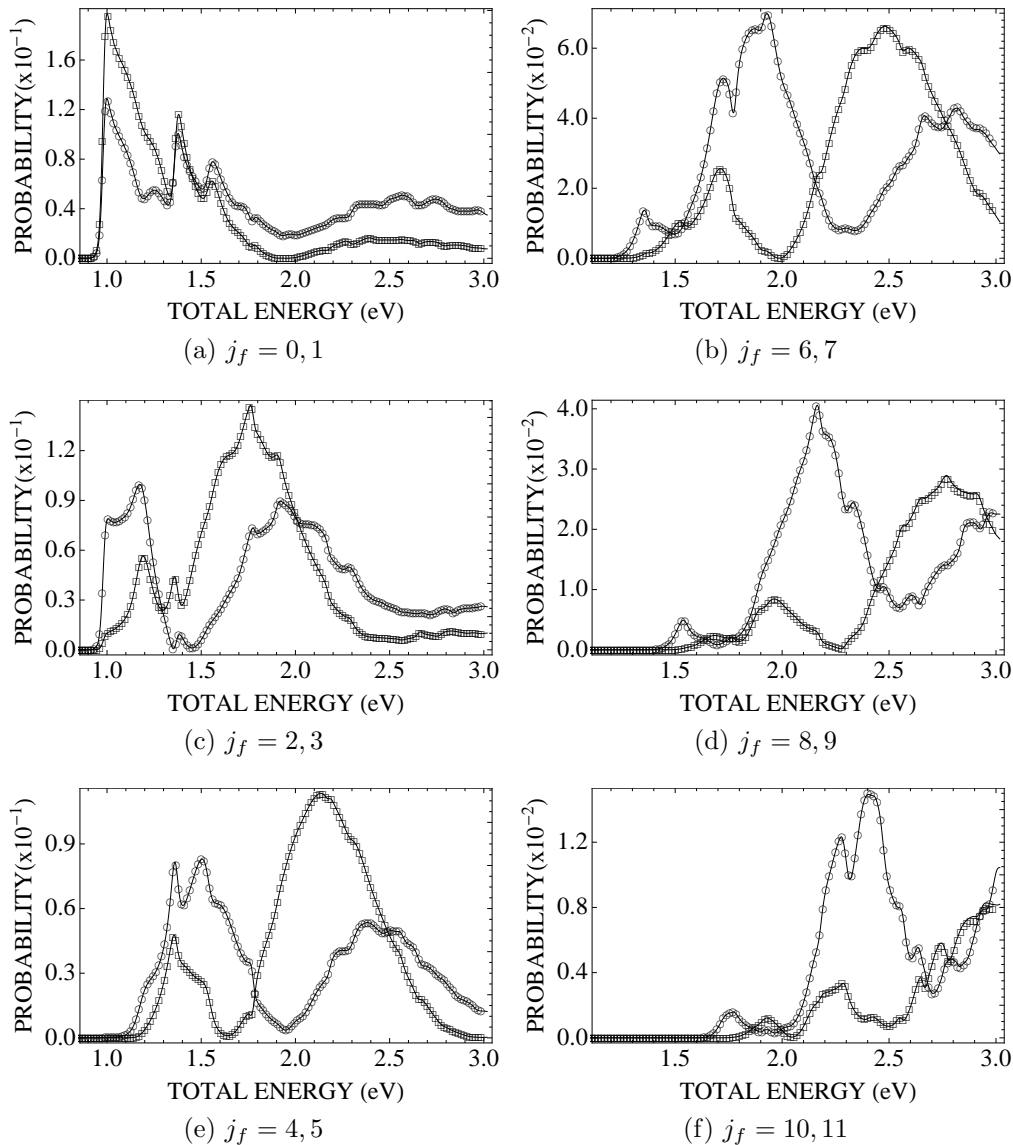 PROBABILITY(x10⁻¹)
1.6
1.2
0.8
0.4
0.0
1.0 1.5 2.0 2.5 3.0
TOTAL ENERGY (eV)
(a) j_f = 0, 1
PROBABILITY(x10⁻²)
6.0
4.0
2.0
0.0
1.5 2.0 2.5 3.0
TOTAL ENERGY (eV)
(b) j_f = 6, 7
PROBABILITY(x10⁻¹)
1.2
0.9
0.6
0.3
0.0
1.0 1.5 2.0 2.5 3.0
TOTAL ENERGY (eV)
(c) j_f = 2, 3
PROBABILITY(x10⁻²)
4.0
3.0
2.0
1.0
0.0
1.5 2.0 2.5 3.0
TOTAL ENERGY (eV)
(d) j_f = 8, 9
PROBABILITY(x10⁻¹)
0.9
0.6
0.3
0.0
1.0 1.5 2.0 2.5 3.0
TOTAL ENERGY (eV)
(e) j_f = 4, 5
PROBABILITY(x10⁻²)
1.2
0.8
0.4
0.0
1.5 2.0 2.5 3.0
TOTAL ENERGY (eV)
(f) j_f = 10, 11